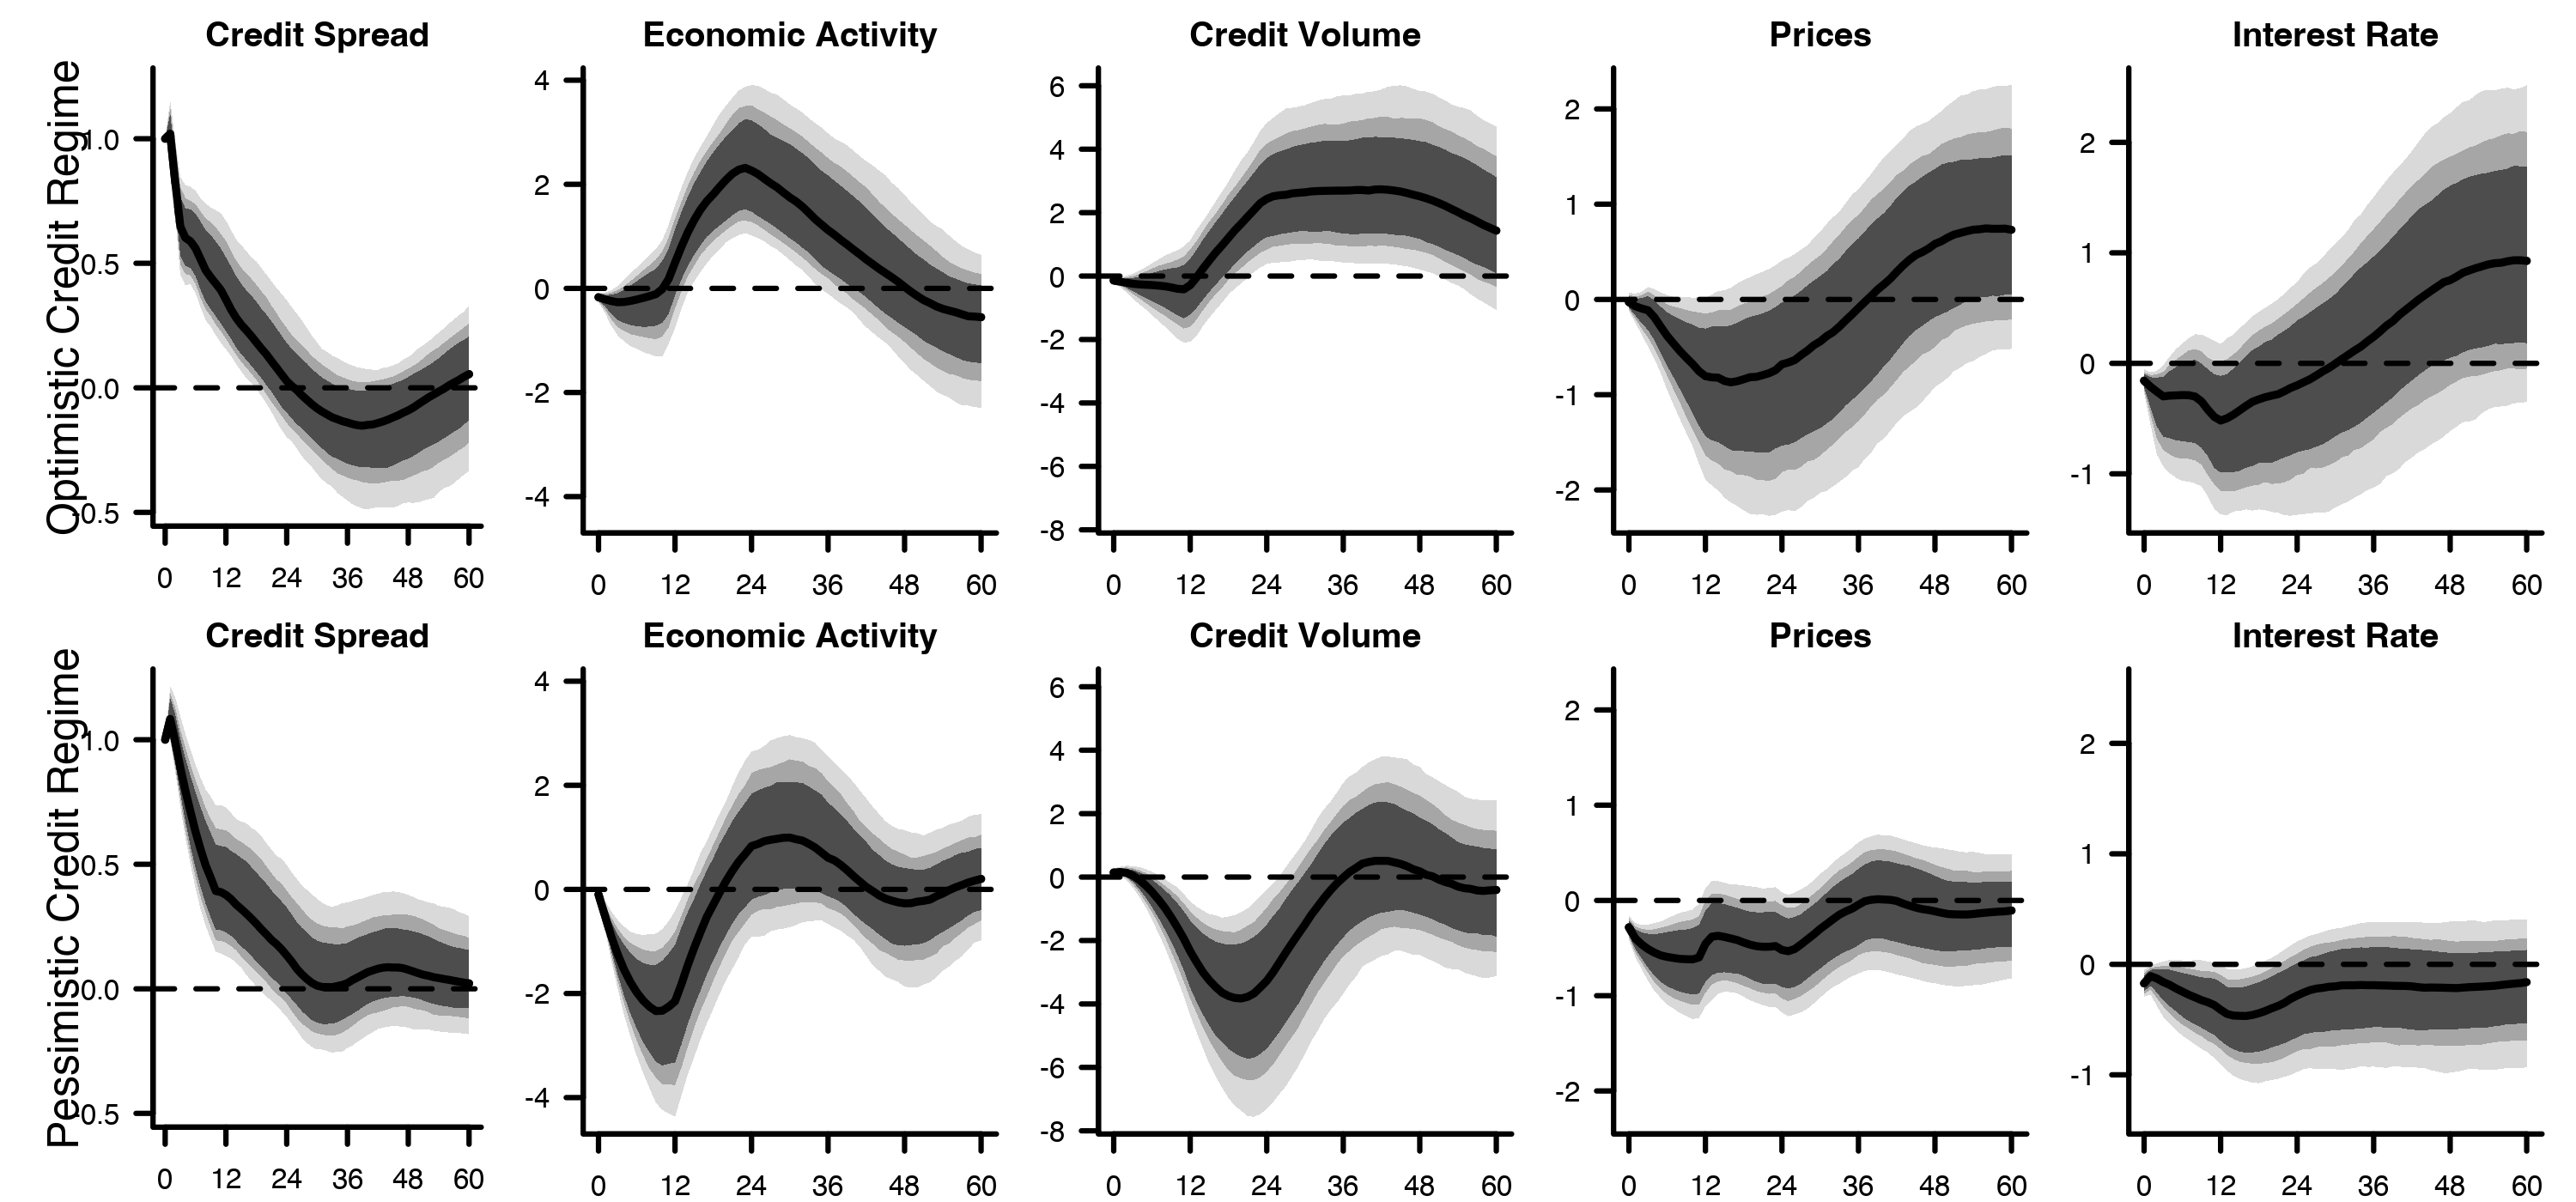 Credit Spread Economic Activity Credit Volume Prices Interest Rate
Optimistic Credit Regime
1.0 0.5 0.0 -0.5
4 2 0 -2 -4
6 4 2 0 -2 -4 -6 -8
2 1 0 -1 -2
2 1 0 -1
0 12 24 36 48 60 0 12 24 36 48 60 0 12 24 36 48 60 0 12 24 36 48 60 0 12 24 36 48 60
Credit Spread Economic Activity Credit Volume Prices Interest Rate
Pessimistic Credit Regime
1.0 0.5 0.0 -0.5
4 2 0 -2 -4
6 4 2 0 -2 -4 -6 -8
2 1 0 -1 -2
2 1 0 -1
0 12 24 36 48 60 0 12 24 36 48 60 0 12 24 36 48 60 0 12 24 36 48 60 0 12 24 36 48 60